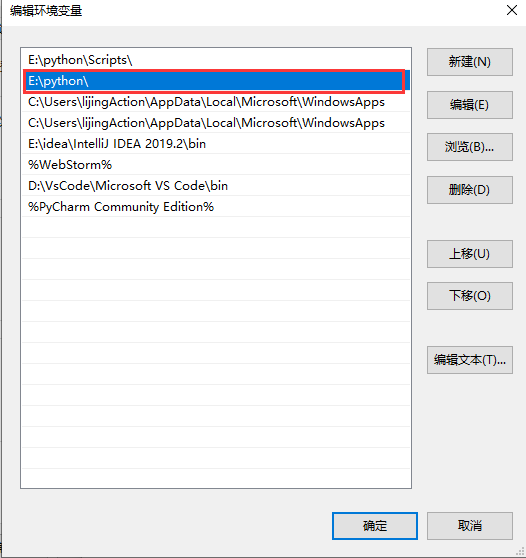 编辑环境变量
E:\python\Scripts\
E:\python\
C:\Users\lijingAction\AppData\Local\Microsoft\WindowsApps
C:\Users\lijingAction\AppData\Local\Microsoft\WindowsApps
E:\idea\IntelliJ IDEA 2019.2\bin
%WebStorm%
D:\VsCode\Microsoft VS Code\bin
%PyCharm Community Edition%
新建(N)
编辑(E)
浏览(B)...
删除(D)
上移(U)
下移(O)
编辑文本(T)...
确定
取消